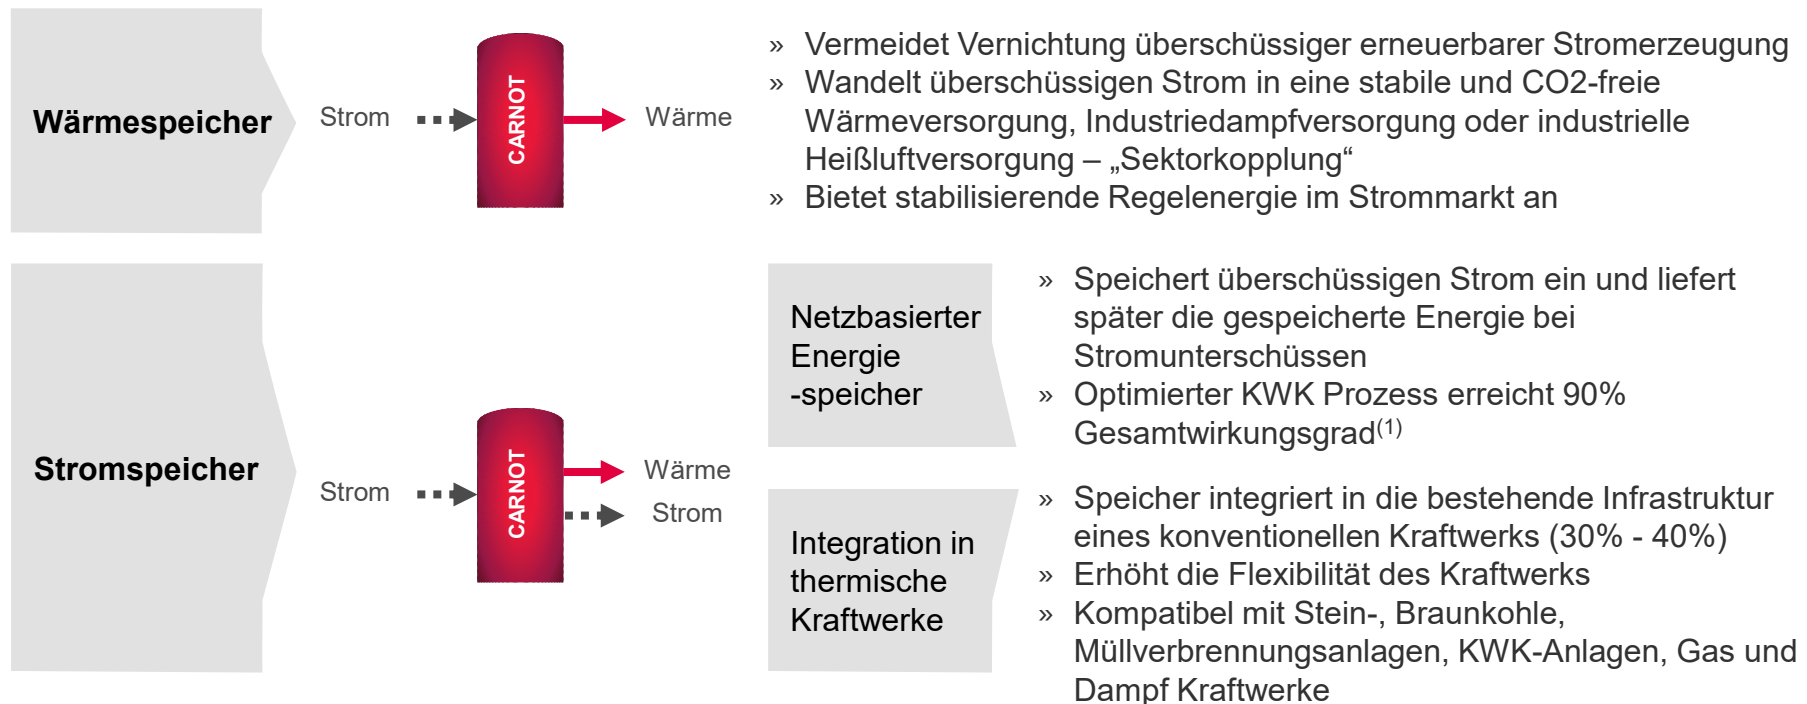 Wärmespeicher
Strom
CARNOT
Wärme
» Vermeidet Vernichtung überschüssiger erneuerbarer Stromerzeugung
» Wandelt überschüssigen Strom in eine stabile und CO2-freie
Wärmeversorgung, Industriedampfversorgung oder industrielle
Heißluftversorgung – „Sektorkopplung“
» Bietet stabilisierende Regelenergie im Strommarkt an
Stromspeicher
Strom
CARNOT
Wärme
Strom
Netzbasierter
Energie
-speicher
» Speichert überschüssigen Strom ein und liefert
später die gespeicherte Energie bei
Stromunterschüssen
» Optimierter KWK Prozess erreicht 90%
Gesamtwirkungsgrad(1)
Integration in
thermische
Kraftwerke
» Speicher integriert in die bestehende Infrastruktur
eines konventionellen Kraftwerks (30% - 40%)
» Erhöht die Flexibilität des Kraftwerks
» Kompatibel mit Stein-, Braunkohle,
Müllverbrennungsanlagen, KWK-Anlagen, Gas und
Dampf Kraftwerke